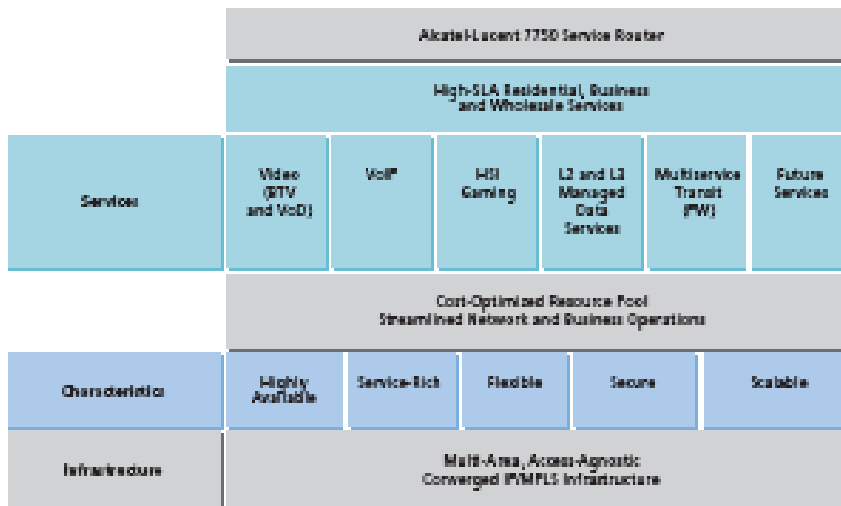 Alcatel-Lucent 7750 Service Router
High-SLA Residential, Business
and Wholesale Services
Services
Video
(BTV
and VoD)
VoIP
HSI
Gaming
L2 and L3
Managed
Data
Services
Multiservice
Transit
(PW)
Future
Services
Cost-Optimized Resource Pool
Streamlined Network and Business Operations
Characteristics
Highly
Available
Service-Rich
Flexible
Secure
Scalable
Infrastructure
Multi-Area, Access-Agnostic
Converged IP/MPLS Infrastructure